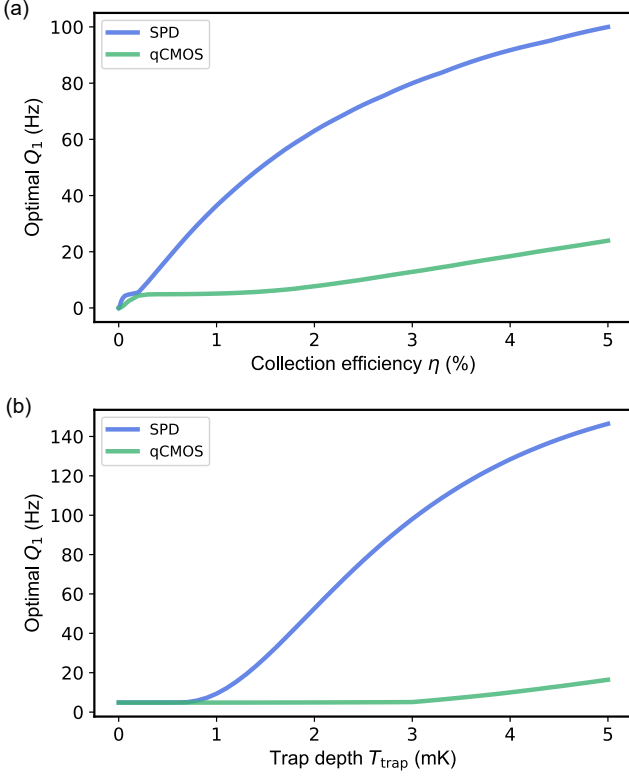 (a)
SPD
qCMOS
100
80
60
40
20
0
Optimal Q₁ (Hz)
0 1 2 3 4 5
Collection efficiency η (%)
(b)
SPD
qCMOS
140
120
100
80
60
40
20
0
Optimal Q₁ (Hz)
0 1 2 3 4 5
Trap depth T_trap (mK)